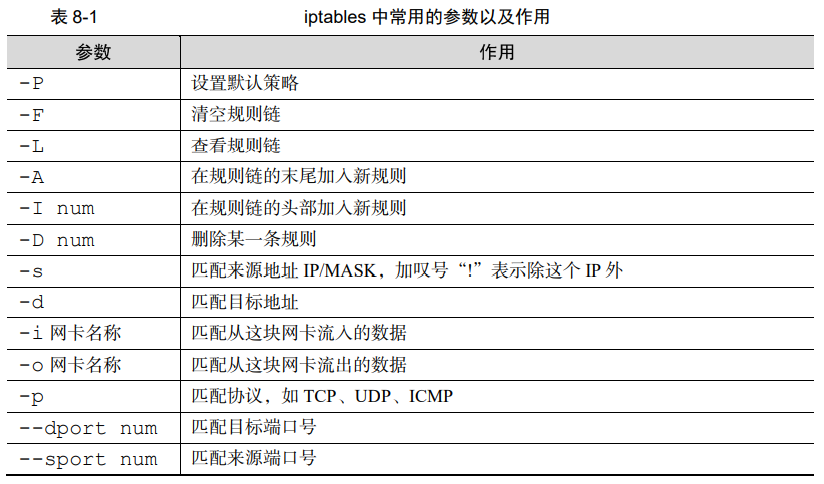 表 8-1 iptables 中常用的参数以及作用
参数 作用
-P 设置默认策略
-F 清空规则链
-L 查看规则链
-A 在规则链的末尾加入新规则
-I num 在规则链的头部加入新规则
-D num 删除某一条规则
-s 匹配来源地址 IP/MASK，加叹号“!”表示除这个 IP 外
-d 匹配目标地址
-i 网卡名称 匹配从这块网卡流入的数据
-o 网卡名称 匹配从这块网卡流出的数据
-p 匹配协议，如 TCP、UDP、ICMP
--dport num 匹配目标端口号
--sport num 匹配来源端口号